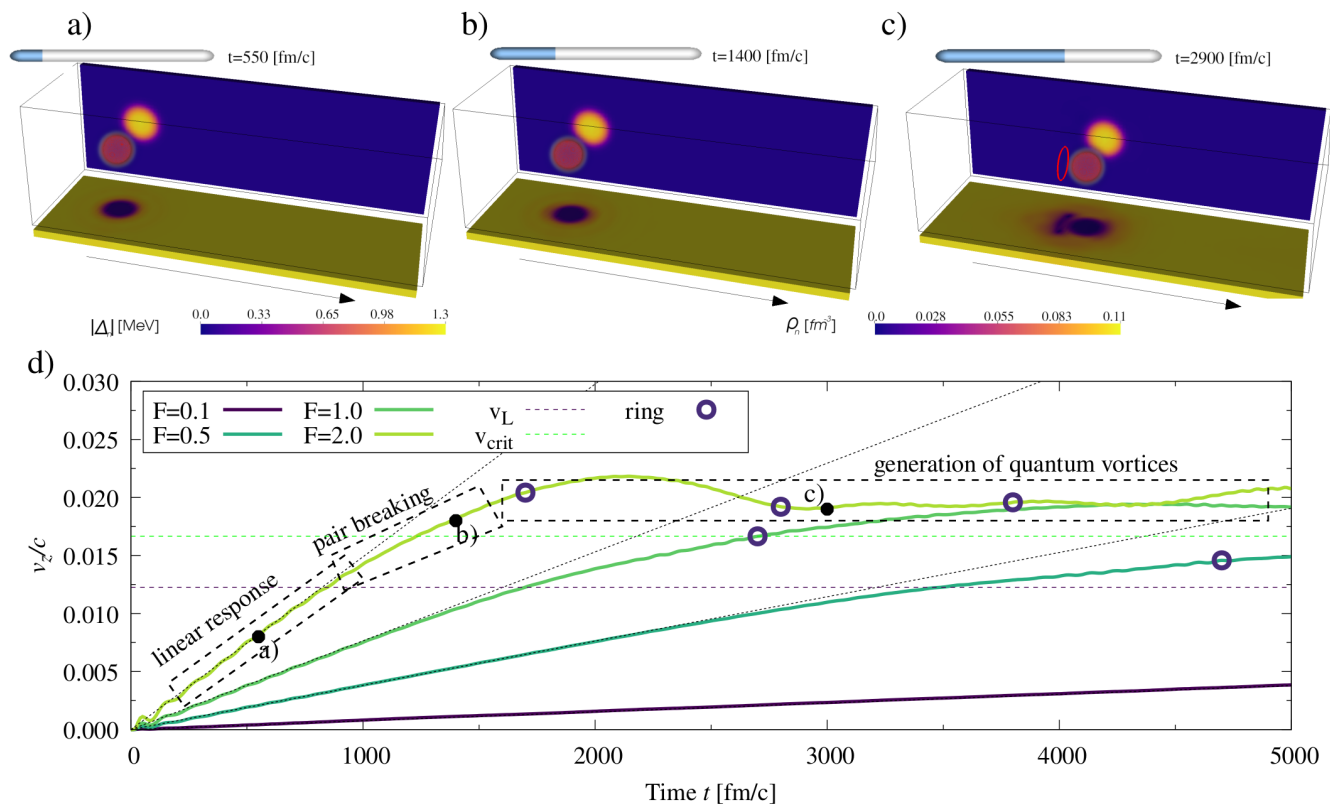 a) b) c)
t=550 [fm/c] t=1400 [fm/c] t=2900 [fm/c]
|Δ| [MeV] 0.0 0.33 0.65 0.98 1.3
ρn [fm-3] 0.0 0.028 0.055 0.083 0.11
d)
0.030
0.025
0.020
0.015
0.010
0.005
0.000
vz/c
F=0.1 F=1.0 vL ring
F=0.5 F=2.0 vcrit
generation of quantum vortices
pair breaking
linear response
a)
b)
c)
0 1000 2000 3000 4000 5000
Time t [fm/c]